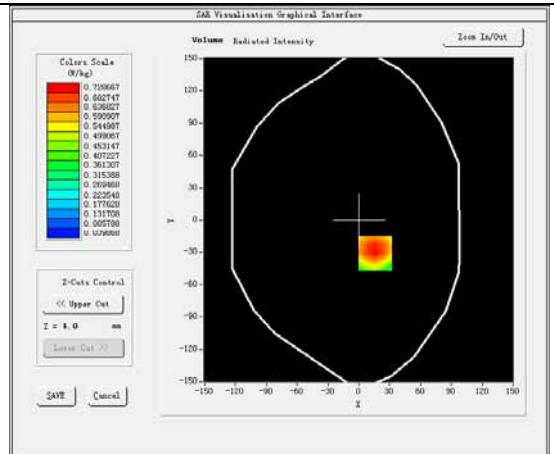 SAR Visualisation Graphical Interface
Volume Radiated Intensity
Zoom In/Out
Colors Scale
(W/kg)
0.728667
0.682747
0.636827
0.590907
0.544987
0.499067
0.453147
0.407227
0.361307
0.315388
0.269468
0.223548
0.177628
0.131708
0.085788
0.039868
Z-Cuts Control
<< Upper Cut
Z = 4.0 mm
Lower Cut >>
SAVE Cancel
150
120
90
60
30
0
-30
-60
-90
-120
-150
Y
-150 -120 -90 -60 -30 0 30 60 90 120 150
X